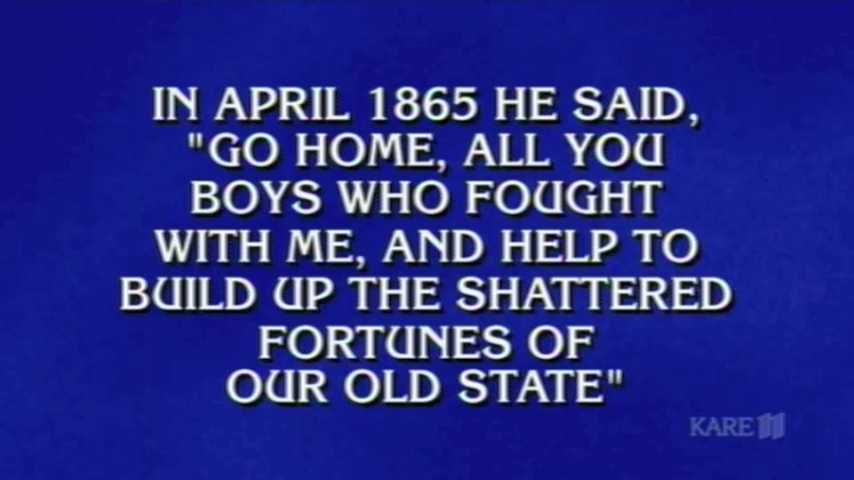 IN APRIL 1865 HE SAID,
"GO HOME, ALL YOU
BOYS WHO FOUGHT
WITH ME, AND HELP TO
BUILD UP THE SHATTERED
FORTUNES OF
OUR OLD STATE"
KARE 11